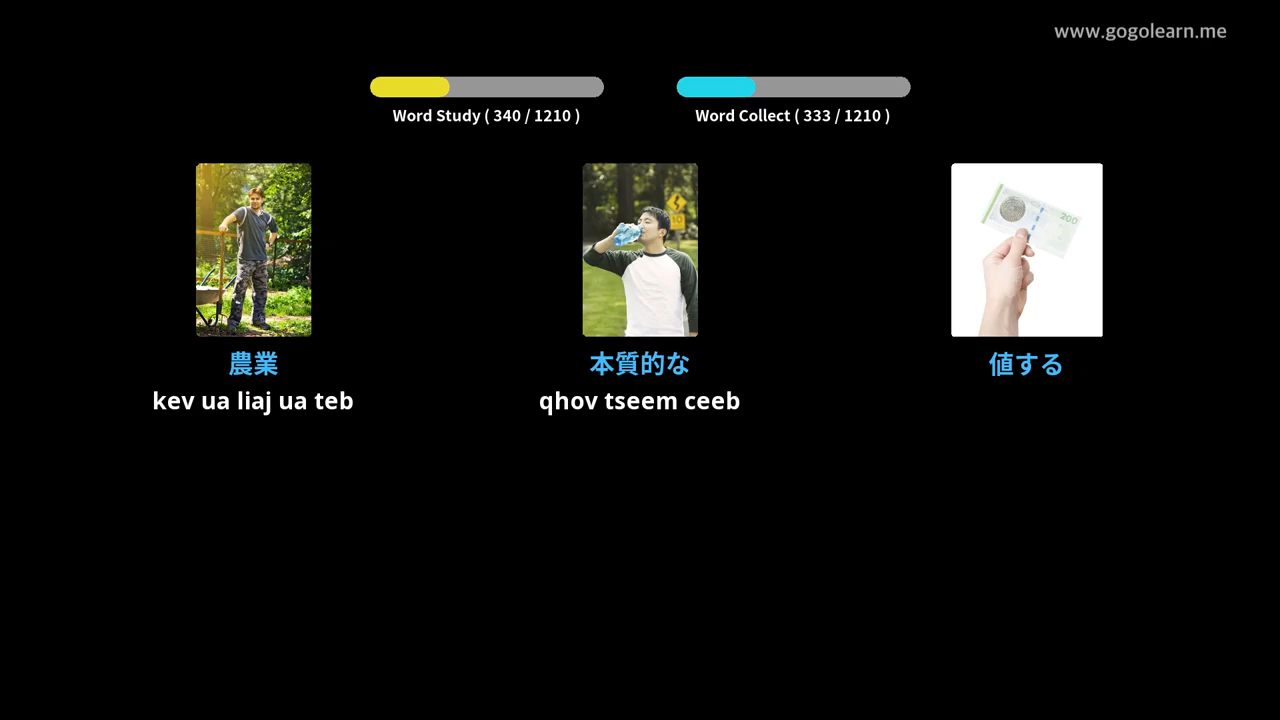 www.gogolearn.me
Word Study ( 340 / 1210 )
Word Collect ( 333 / 1210 )
農業
kev ua liaj ua teb
本質的な
qhov tseem ceeb
値する
200